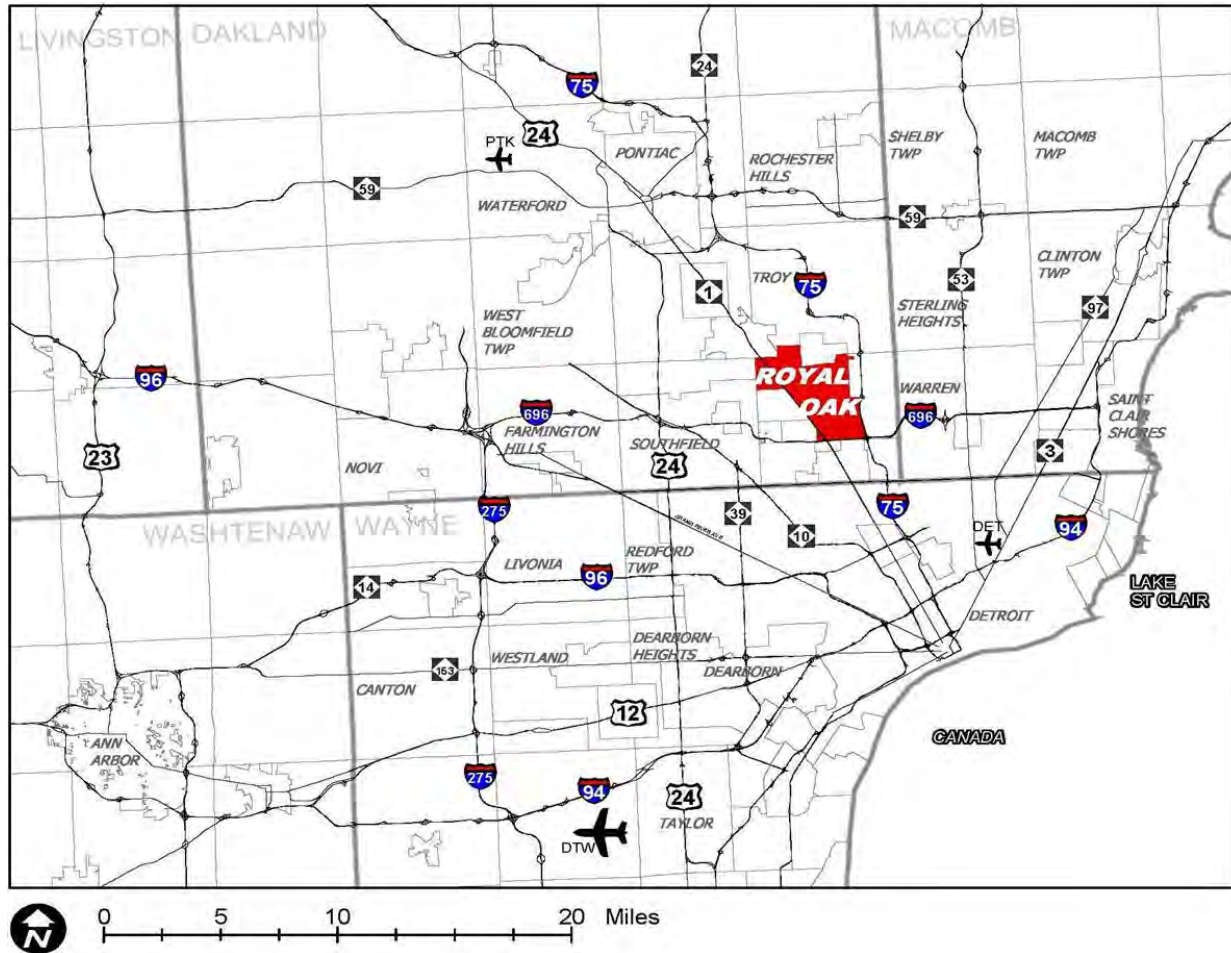 LIVINGSTON
OAKLAND
MACOMB
24
75
24
PTK
PONTIAC
ROCHESTER
HILLS
SHELBY
TWP
MACOMB
TWP
59
WATERFORD
59
1
TROY
75
53
CLINTON
TWP
97
STERLING
HEIGHTS
WEST
BLOOMFIELD
TWP
96
ROYAL
OAK
WARREN
696
SAINT
CLAIR
SHORES
696
FARMINGTON
HILLS
SOUTHFIELD
24
3
23
NOVI
275
39
75
10
DET
94
WASHTENAW
WAYNE
GRAND RIVER AVE
LIVONIA
REDFORD
TWP
96
14
LAKE
ST CLAIR
DETROIT
DEARBORN
HEIGHTS
DEARBORN
WESTLAND
153
CANTON
12
CANADA
ANN
ARBOR
275
94
24
TAYLOR
DTW
N
0 5 10 20 Miles